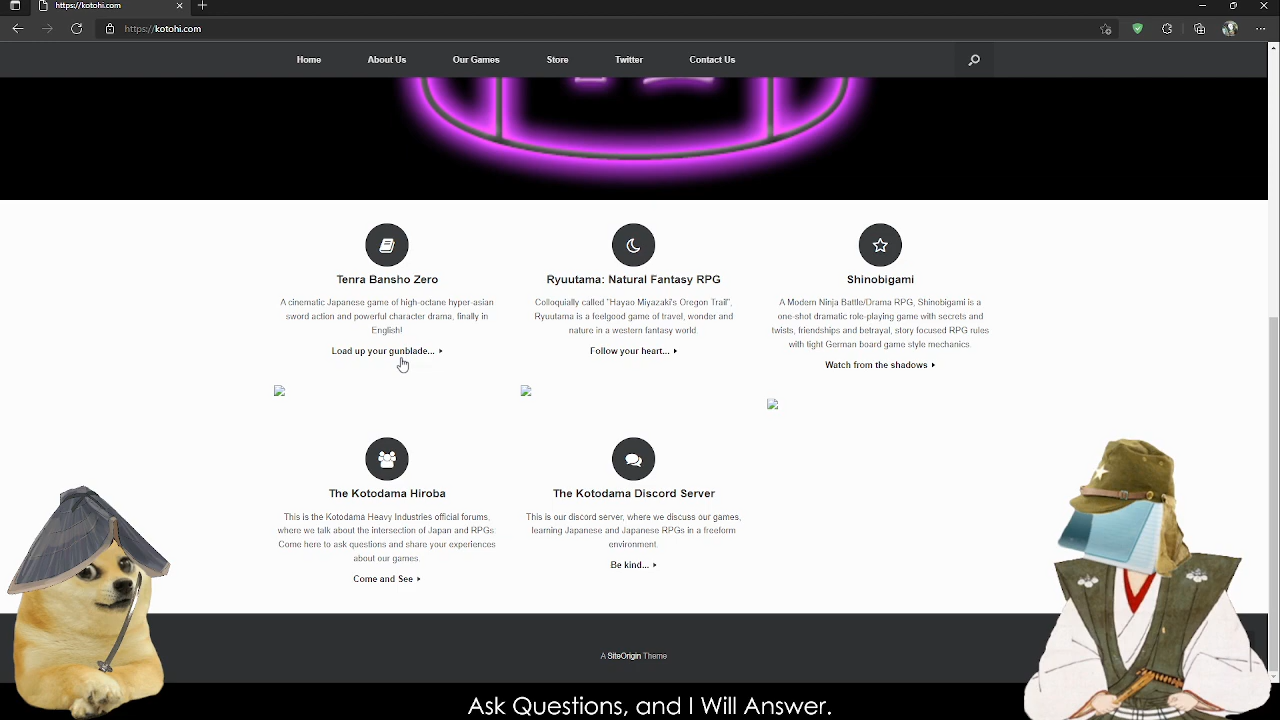 https://kotohi.com
https://kotohi.com
Home About Us Our Games Store Twitter Contact Us
Tenra Bansho Zero
A cinematic Japanese game of high-octane hyper-asian
sword action and powerful character drama, finally in
English!
Load up your gunblade...
Ryuutama: Natural Fantasy RPG
Colloquially called "Hayao Miyazaki's Oregon Trail",
Ryuutama is a feelgood game of travel, wonder and
nature in a western fantasy world.
Follow your heart...
Shinobigami
A Modern Ninja Battle/Drama RPG, Shinobigami is a
one-shot dramatic role-playing game with secrets and
twists, friendships and betrayal, story focused RPG rules
with tight German board game style mechanics.
Watch from the shadows
The Kotodama Hiroba
This is the Kotodama Heavy Industries official forums,
where we talk about the intersection of Japan and RPGs.
Come here to ask questions and share your experiences
about our games.
Come and See
The Kotodama Discord Server
This is our discord server, where we discuss our games,
learning Japanese and Japanese RPGs in a freeform
environment.
Be kind...
A SiteOrigin Theme
Ask Questions, and I Will Answer.